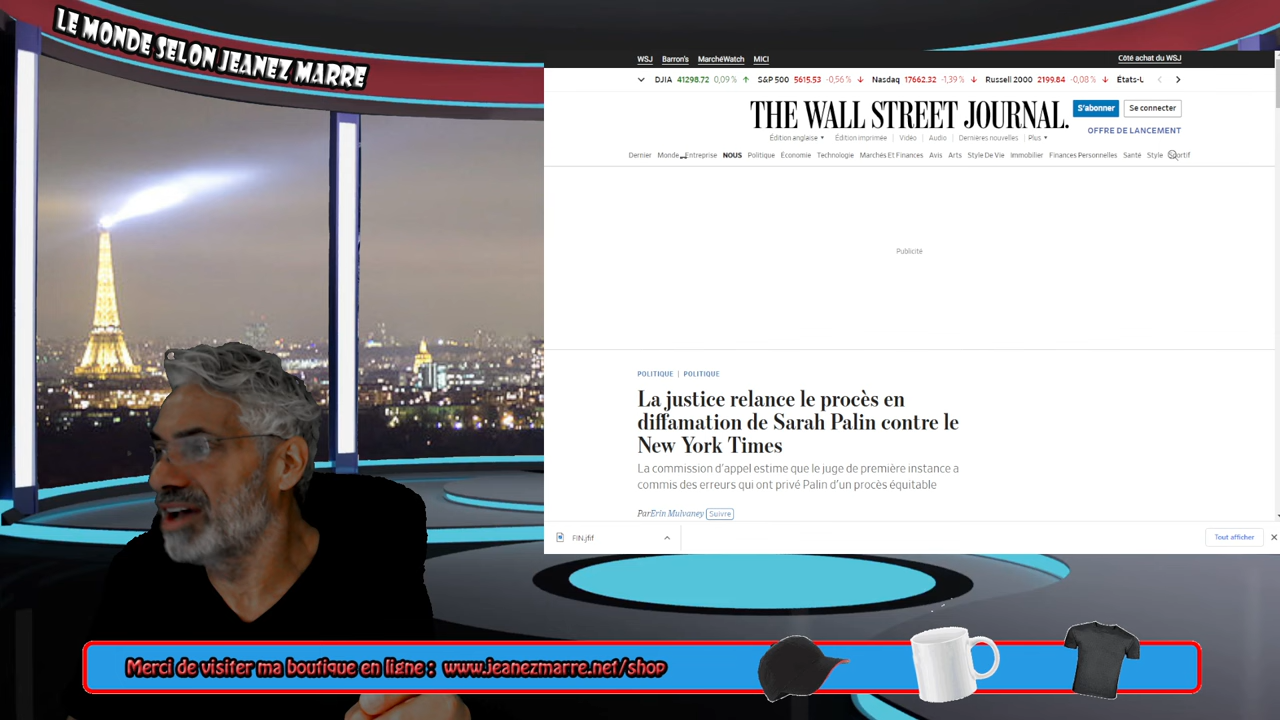 LE MONDE SELON JEANEZ MARRE
WSJ Barron's MarchéWatch MICI Côté achat du WSJ
DJIA 41298.72 0,09 % S&P 500 5615.53 -0,56 % Nasdaq 17662.32 -1,39 % Russell 2000 2199.84 -0,08 % États-U
THE WALL STREET JOURNAL.
S'abonner Se connecter
OFFRE DE LANCEMENT
Édition anglaise Édition imprimée Vidéo Audio Dernières nouvelles Plus
Dernier Monde Entreprise NOUS Politique Économie Technologie Marchés Et Finances Avis Arts Style De Vie Immobilier Finances Personnelles Santé Style
Publicité
POLITIQUE | POLITIQUE
La justice relance le procès en
diffamation de Sarah Palin contre le
New York Times
La commission d'appel estime que le juge de première instance a
commis des erreurs qui ont privé Palin d'un procès équitable
Par Erin Mulvaney Suivre
FIN.jfif Tout afficher
Merci de visiter ma boutique en ligne : www.jeanezmarre.net/shop